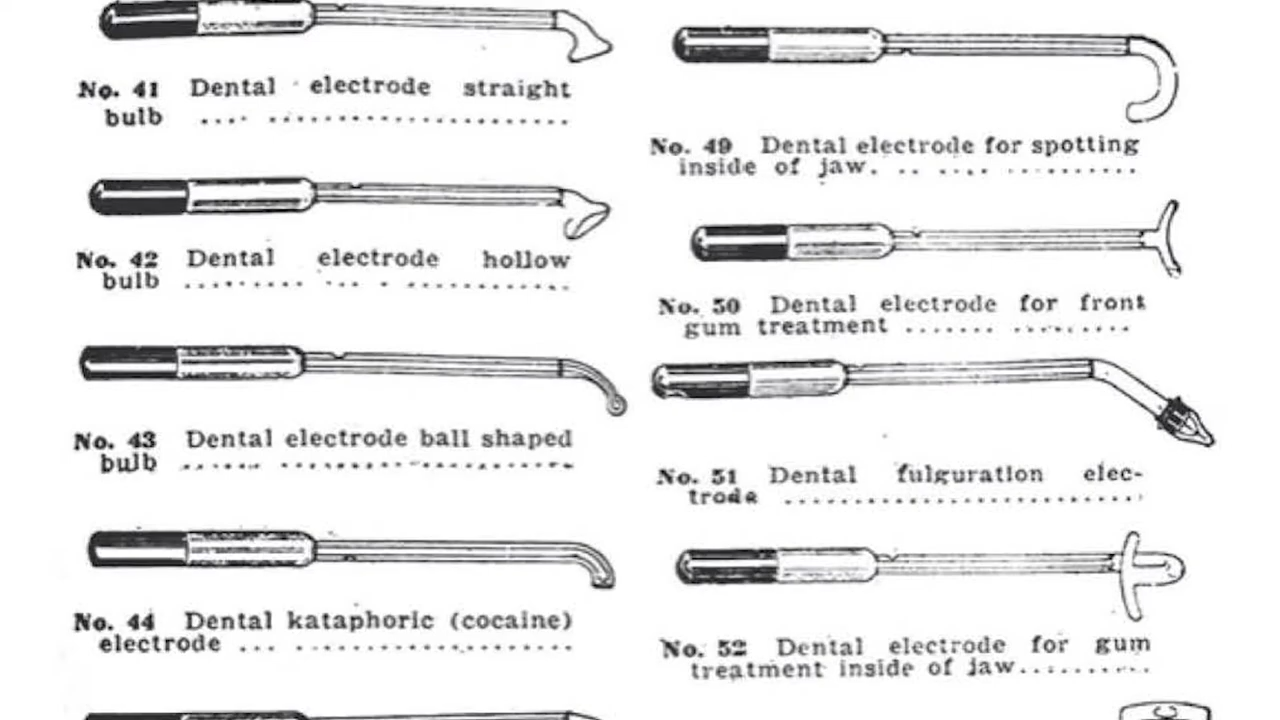 No. 41 Dental electrode straight
bulb
No. 42 Dental electrode hollow
bulb
No. 43 Dental electrode ball shaped
bulb
No. 44 Dental kataphoric (cocaine)
electrode
No. 49 Dental electrode for spotting
inside of jaw.
No. 50 Dental electrode for front
gum treatment
No. 51 Dental fulguration elec-
trode
No. 52 Dental electrode for gum
treatment inside of jaw